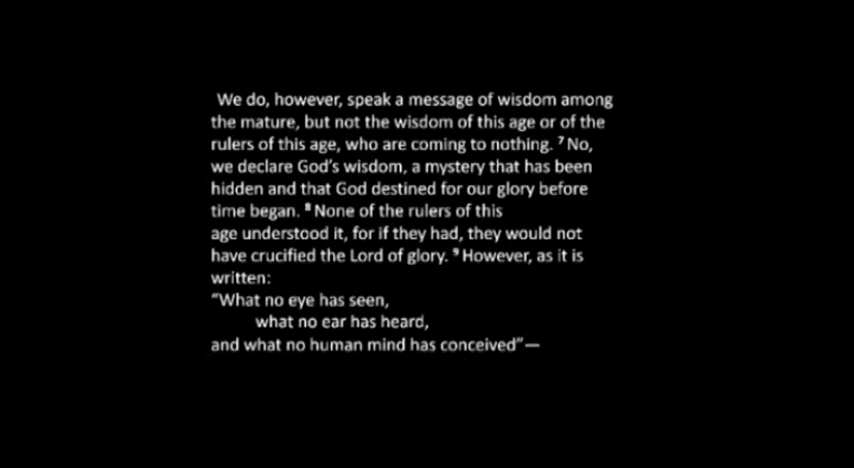 We do, however, speak a message of wisdom among
the mature, but not the wisdom of this age or of the
rulers of this age, who are coming to nothing. ⁷ No,
we declare God’s wisdom, a mystery that has been
hidden and that God destined for our glory before
time began. ⁸ None of the rulers of this
age understood it, for if they had, they would not
have crucified the Lord of glory. ⁹ However, as it is
written:
“What no eye has seen,
what no ear has heard,
and what no human mind has conceived”—